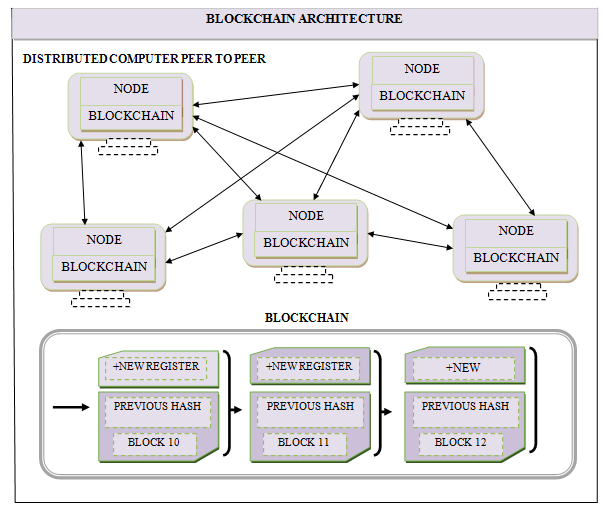 BLOCKCHAIN ARCHITECTURE
DISTRIBUTED COMPUTER PEER TO PEER
NODE
BLOCKCHAIN
NODE
BLOCKCHAIN
NODE
BLOCKCHAIN
NODE
BLOCKCHAIN
NODE
BLOCKCHAIN
BLOCKCHAIN
+NEW REGISTER
PREVIOUS HASH
BLOCK 10
+NEW REGISTER
PREVIOUS HASH
BLOCK 11
+NEW
PREVIOUS HASH
BLOCK 12